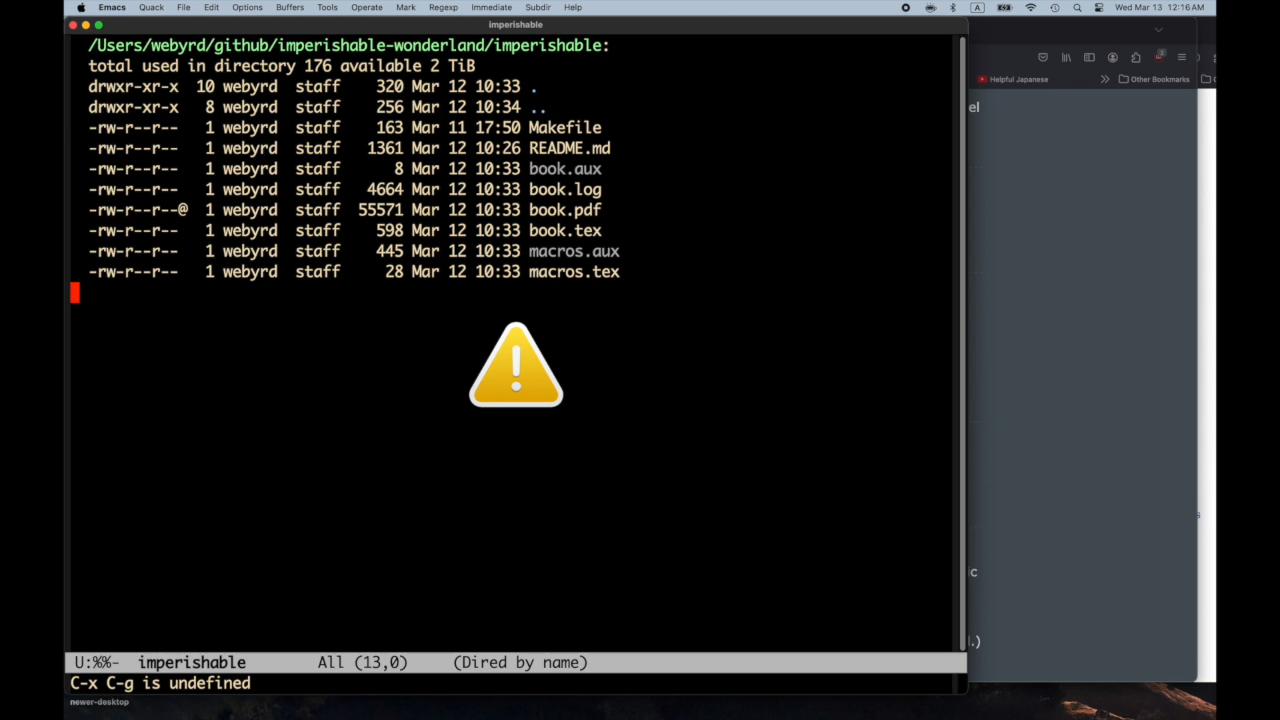 Emacs Quack File Edit Options Buffers Tools Operate Mark Regexp Immediate Subdir Help A Wed Mar 13 12:16 AM
imperishable
/Users/webyrd/github/imperishable-wonderland/imperishable:
total used in directory 176 available 2 TiB
drwxr-xr-x 10 webyrd staff 320 Mar 12 10:33 .
drwxr-xr-x 8 webyrd staff 256 Mar 12 10:34 ..
-rw-r--r-- 1 webyrd staff 163 Mar 11 17:50 Makefile
-rw-r--r-- 1 webyrd staff 1361 Mar 12 10:26 README.md
-rw-r--r-- 1 webyrd staff 8 Mar 12 10:33 book.aux
-rw-r--r-- 1 webyrd staff 4664 Mar 12 10:33 book.log
-rw-r--r--@ 1 webyrd staff 55571 Mar 12 10:33 book.pdf
-rw-r--r-- 1 webyrd staff 598 Mar 12 10:33 book.tex
-rw-r--r-- 1 webyrd staff 445 Mar 12 10:33 macros.aux
-rw-r--r-- 1 webyrd staff 28 Mar 12 10:33 macros.tex
!
U:%%- imperishable All (13,0) (Dired by name)
C-x C-g is undefined
newer-desktop
Helpful Japanese >> Other Bookmarks
el
s
ic
.)